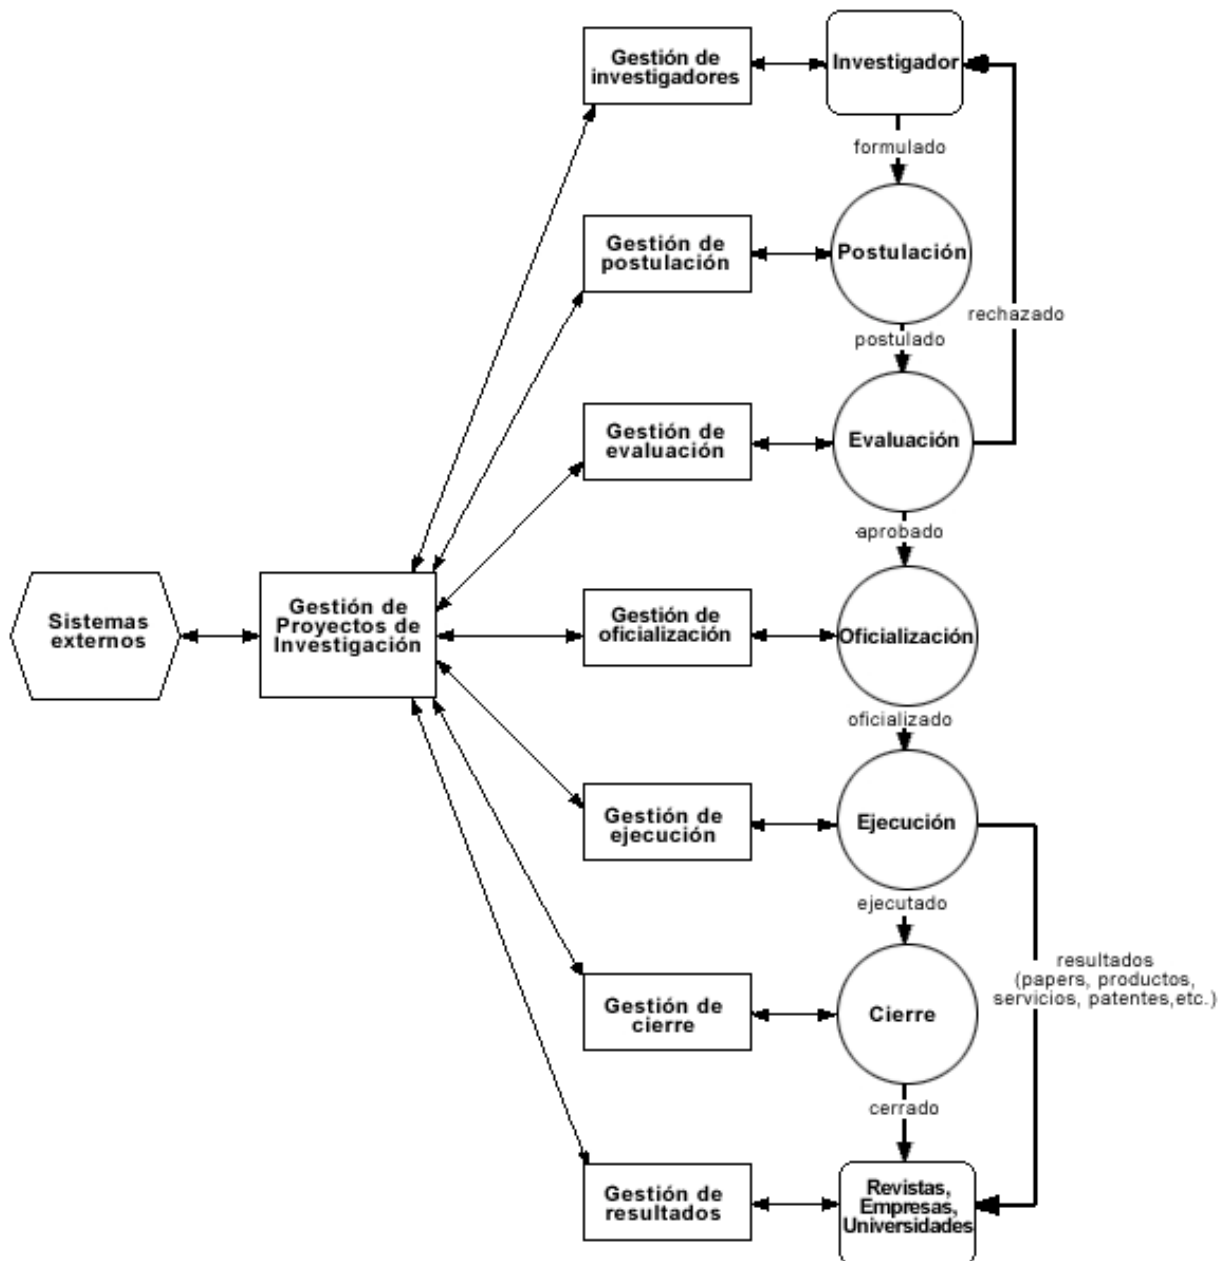 Gestión de
investigadores
Investigador
formulado
Gestión de
postulación
Postulación
rechazado
postulado
Gestión de
evaluación
Evaluación
aprobado
Sistemas
externos
Gestión de
Proyectos de
Investigación
Gestión de
oficialización
Oficialización
oficializado
Gestión de
ejecución
Ejecución
ejecutado
resultados
(papers, productos,
servicios, patentes,etc.)
Gestión de
cierre
Cierre
cerrado
Gestión de
resultados
Revistas,
Empresas,
Universidades